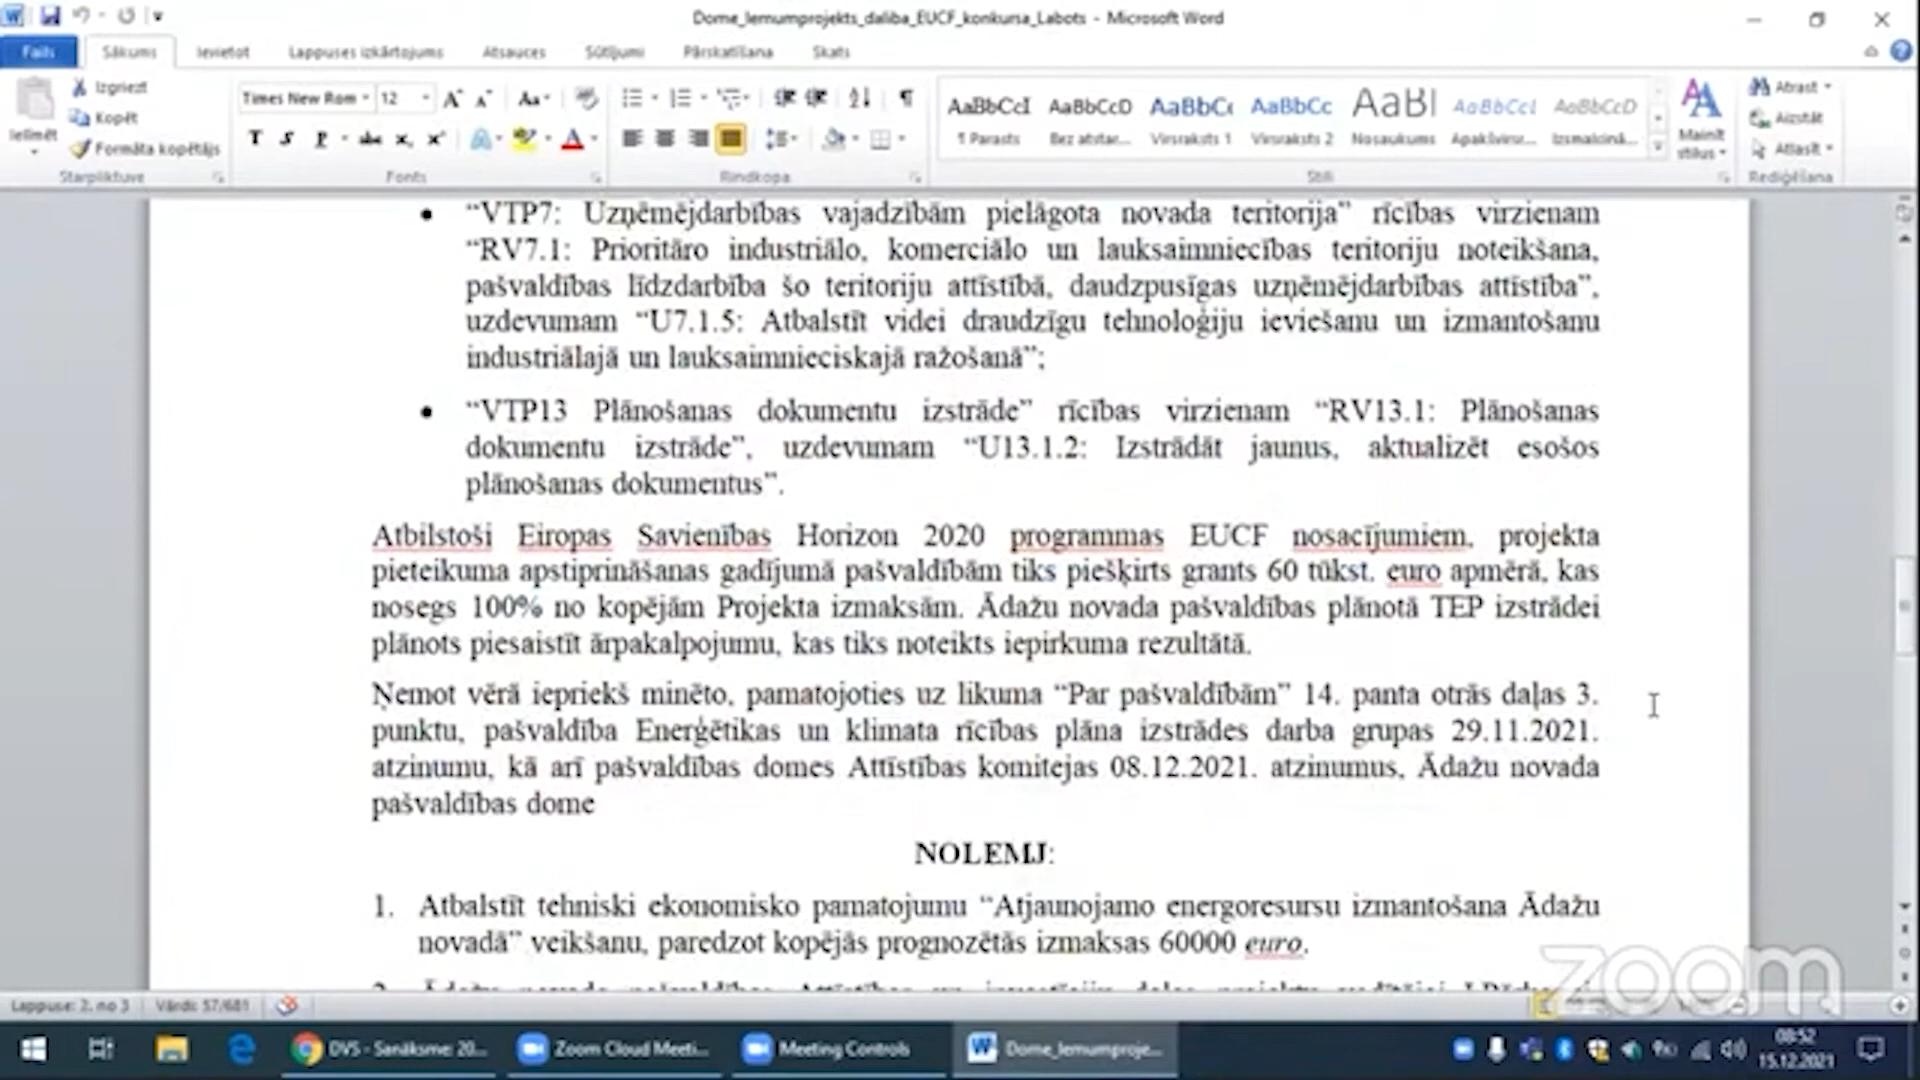 Dome_lemumprojekts_daliba_EUCF_konkursa_Labots - Microsoft Word
Fails Sākums Ievietot Lappuses izkārtojums Atsauces Sūtījumi Pārskatīšana Skats
Ielīmēt
Izgriezt
Kopēt
Formāta kopētājs
Starpliktuve
Times New Rom 12
Fonts
Rindkopa
AaBbCcI AaBbCcD AaBbCc AaBbCc AaBl AaBbCcI AaBbCcD
¶ Parasts Bez atstar... Virsraksts 1 Virsraksts 2 Nosaukums Apakšvirsr... Izsmalcinā...
Stili
Mainīt stilus
Atrast
Aizstāt
Atlasīt
Rediģēšana
• “VTP7: Uzņēmējdarbības vajadzībām pielāgota novada teritorija” rīcības virzienam
“RV7.1: Prioritāro industriālo, komerciālo un lauksaimniecības teritoriju noteikšana,
pašvaldības līdzdarbība šo teritoriju attīstībā, daudzpusīgas uzņēmējdarbības attīstība”,
uzdevumam “U7.1.5: Atbalstīt videi draudzīgu tehnoloģiju ieviešanu un izmantošanu
industriālajā un lauksaimnieciskajā ražošanā”;
• “VTP13 Plānošanas dokumentu izstrāde” rīcības virzienam “RV13.1: Plānošanas
dokumentu izstrāde”, uzdevumam “U13.1.2: Izstrādāt jaunus, aktualizēt esošos
plānošanas dokumentus”.
Atbilstoši Eiropas Savienības Horizon 2020 programmas EUCF nosacījumiem, projekta
pieteikuma apstiprināšanas gadījumā pašvaldībām tiks piešķirts grants 60 tūkst. euro apmērā, kas
nosegs 100% no kopējām Projekta izmaksām. Ādažu novada pašvaldības plānotā TEP izstrādei
plānots piesaistīt ārpakalpojumu, kas tiks noteikts iepirkuma rezultātā.
Ņemot vērā iepriekš minēto, pamatojoties uz likuma “Par pašvaldībām” 14. panta otrās daļas 3.
punktu, pašvaldība Enerģētikas un klimata rīcības plāna izstrādes darba grupas 29.11.2021.
atzinumu, kā arī pašvaldības domes Attīstības komitejas 08.12.2021. atzinumus, Ādažu novada
pašvaldības dome
NOLEMJ:
1. Atbalstīt tehniski ekonomisko pamatojumu “Atjaunojamo energoresursu izmantošana Ādažu
novadā” veikšanu, paredzot kopējās prognozētās izmaksas 60000 euro.
zoom
Lappuse: 2. no 3 Vārdi: 57/681
DVS - Sanāksme: 20... Zoom Cloud Meeti... Meeting Controls Dome_lemumproje...
08:52
15.12.2021